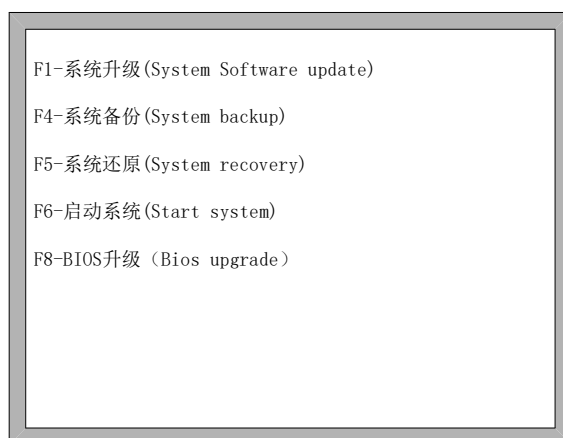 F1-系统升级(System Software update)
F4-系统备份(System backup)
F5-系统还原(System recovery)
F6-启动系统(Start system)
F8-BIOS升级（Bios upgrade）